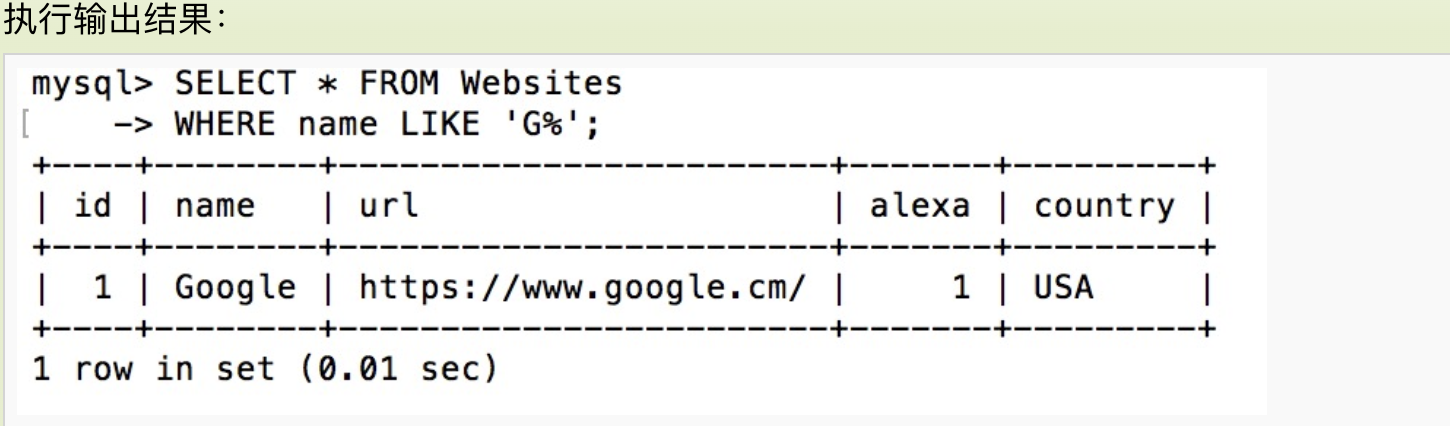 执行输出结果：
mysql> SELECT * FROM Websites
[    -> WHERE name LIKE 'G%';
+----+--------+------------------------+-------+---------+
| id | name   | url                    | alexa | country |
+----+--------+------------------------+-------+---------+
|  1 | Google | https://www.google.cm/ |     1 | USA     |
+----+--------+------------------------+-------+---------+
1 row in set (0.01 sec)